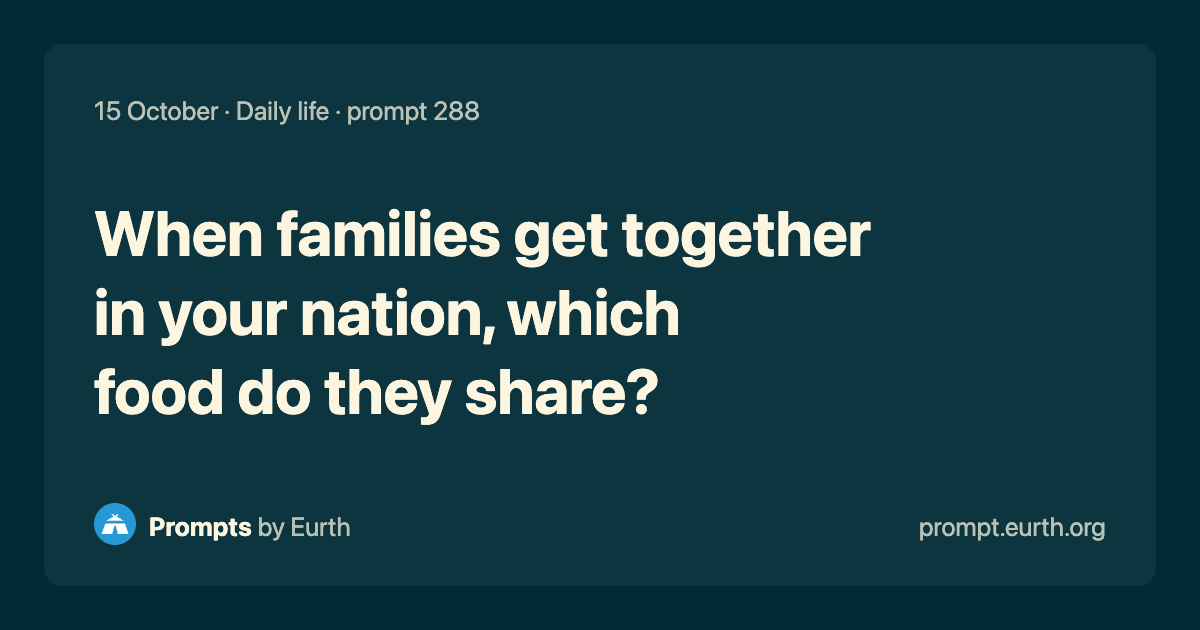 15 October · Daily life · prompt 288
When families get together
in your nation, which
food do they share?
Prompts by Eurth
prompt.eurth.org